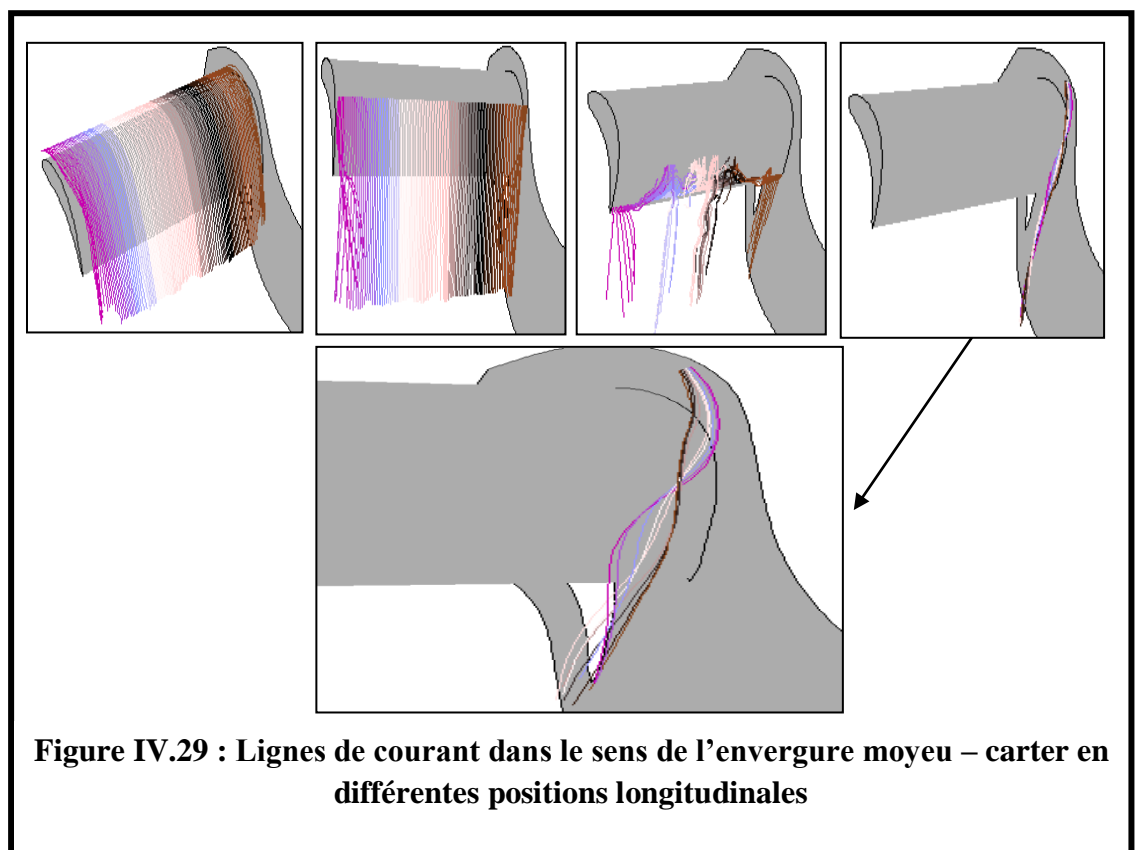 Figure IV.29 : Lignes de courant dans le sens de l’envergure moyeu – carter en
différentes positions longitudinales